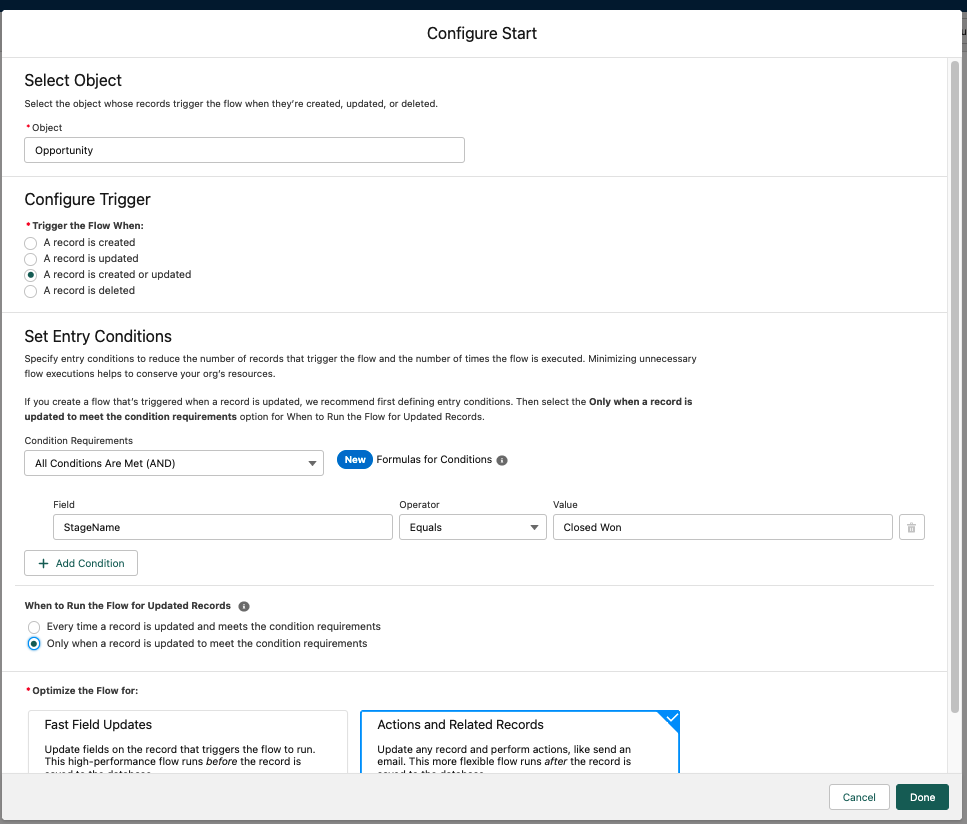 Configure Start
Select Object
Select the object whose records trigger the flow when they're created, updated, or deleted.
* Object
Opportunity
Configure Trigger
* Trigger the Flow When:
A record is created
A record is updated
A record is created or updated
A record is deleted
Set Entry Conditions
Specify entry conditions to reduce the number of records that trigger the flow and the number of times the flow is executed. Minimizing unnecessary
flow executions helps to conserve your org's resources.
If you create a flow that's triggered when a record is updated, we recommend first defining entry conditions. Then select the Only when a record is
updated to meet the condition requirements option for When to Run the Flow for Updated Records.
Condition Requirements
All Conditions Are Met (AND)
New Formulas for Conditions
Field Operator Value
StageName Equals Closed Won
+ Add Condition
When to Run the Flow for Updated Records
Every time a record is updated and meets the condition requirements
Only when a record is updated to meet the condition requirements
* Optimize the Flow for:
Fast Field Updates
Update fields on the record that triggers the flow to run.
This high-performance flow runs before the record is
saved to the database.
Actions and Related Records
Update any record and perform actions, like send an
email. This more flexible flow runs after the record is
saved to the database.
Cancel Done